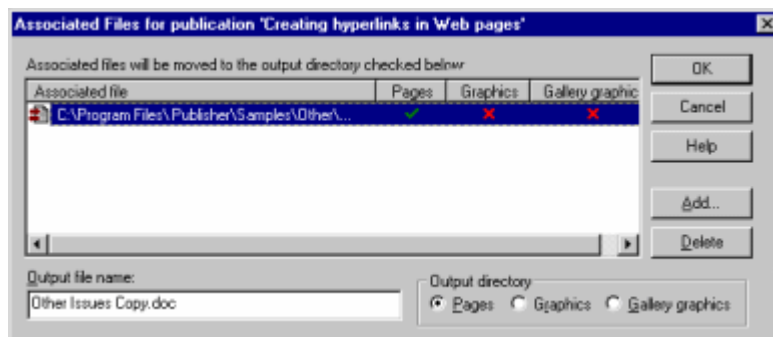 Associated Files for publication 'Creating hyperlinks in Web pages'
Associated files will be moved to the output directory checked below
Associated file Pages Graphics Gallery graphic
C:\Program Files\Publisher\Samples\Other\...
OK
Cancel
Help
Add...
Delete
Output file name:
Other Issues Copy.doc
Output directory
Pages Graphics Gallery graphics